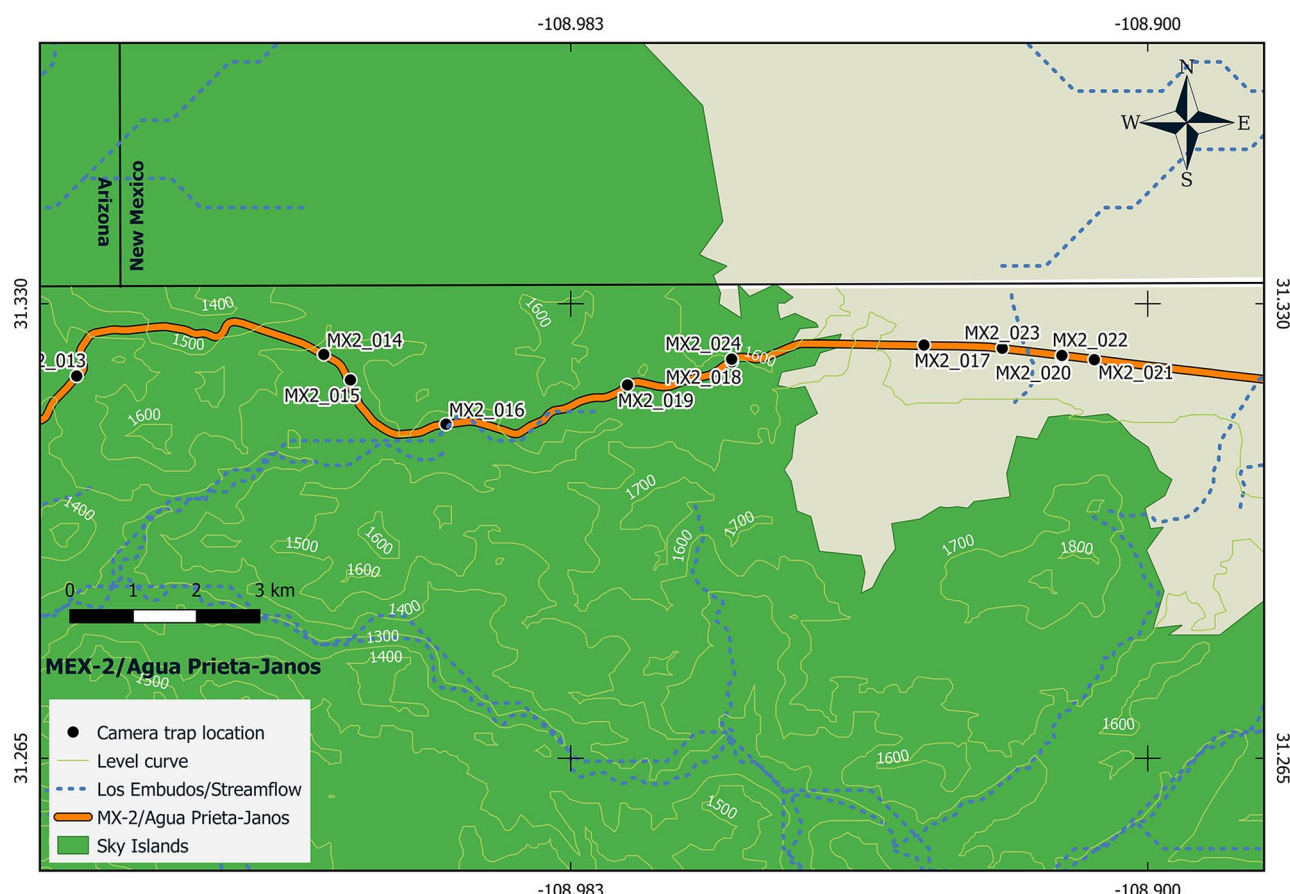 -108.983
-108.900
N
W
E
S
Arizona
New Mexico
31.330
31.330
1400
1600
1500
MX2_014
MX2_024
MX2_023
MX2_022
2_013
1600
MX2_017
MX2_018
MX2_020
MX2_021
MX2_015
MX2_019
MX2_016
1600
1700
1400
1700
1600
1500
1600
1700
1800
1600
0
1
2
3 km
1400
1300
1400
MEX-2/Agua Prieta-Janos
1500
1600
1600
1500
31.265
31.265
Camera trap location
Level curve
Los Embudos/Streamflow
MX-2/Agua Prieta-Janos
Sky Islands
-108.983
-108.900